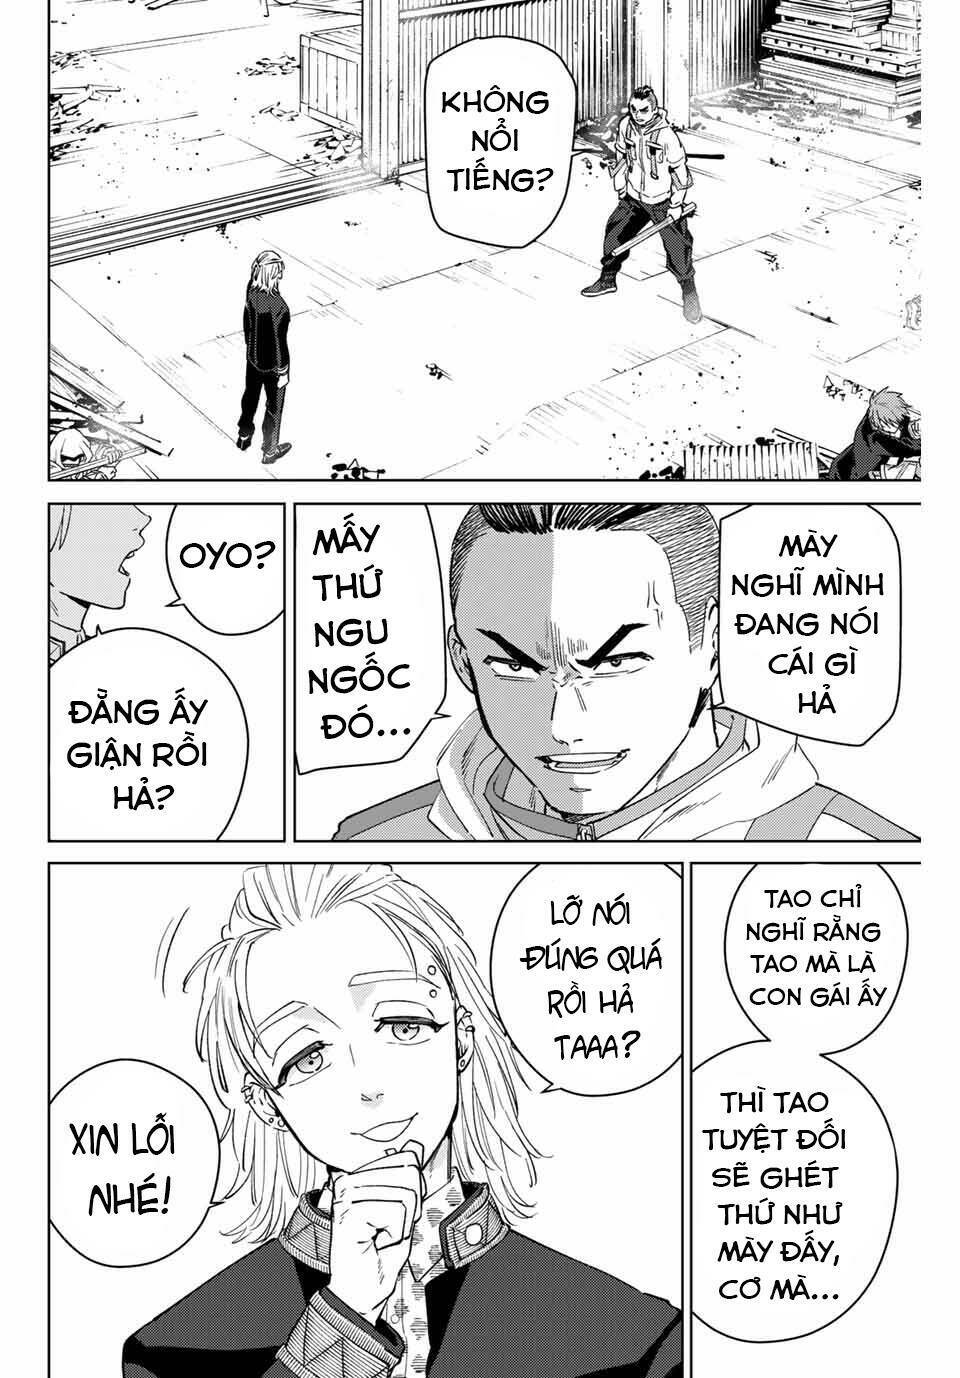 KHÔNG
NỔI
TIẾNG?
MÀY
NGHĨ MÌNH
ĐANG NÓI
CÁI GÌ
HẢ
MẤY
THỨ
NGU
NGỐC
ĐÓ...
OYO?
ĐẰNG ẤY
GIẬN RỒI
HẢ?
TAO CHỈ
NGHĨ RẰNG
TAO MÀ LÀ
CON GÁI ẤY
THÌ TAO
TUYỆT ĐỐI
SẼ GHÉT
THỨ NHƯ
MÀY ĐẤY,
CƠ MÀ...
LỠ NÓI
ĐÚNG QUÁ
RỒI HẢ
TAAA?
XIN LỖI
NHÉ!